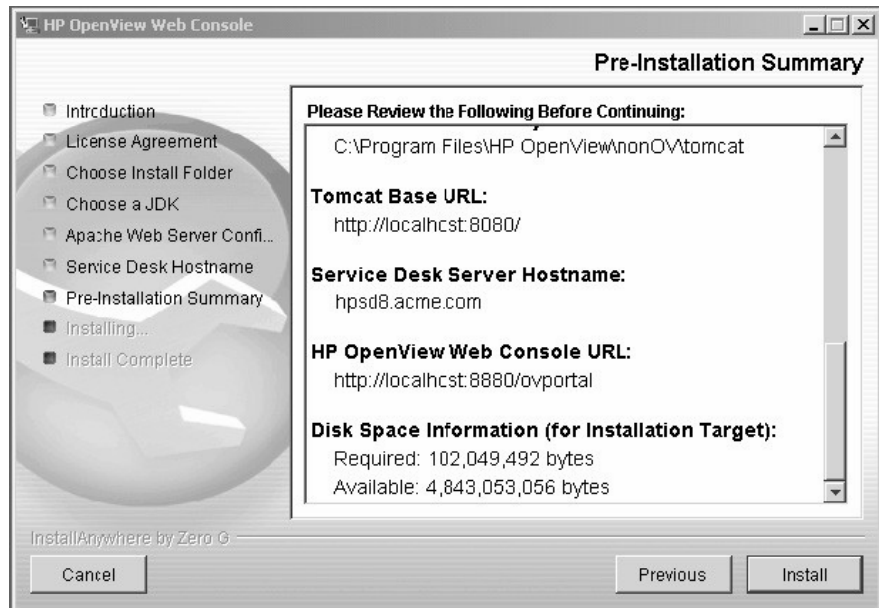 HP OpenView Web Console
Pre-Installation Summary
Introduction
License Agreement
Choose Install Folder
Choose a JDK
Apache Web Server Confi...
Service Desk Hostname
Pre-Installation Summary
Installing...
Install Complete
Please Review the Following Before Continuing:
C:\Program Files\HP OpenView\nonOV\tomcat
Tomcat Base URL:
http://localhost:8080/
Service Desk Server Hostname:
hpsd8.acme.com
HP OpenView Web Console URL:
http://localhost:8880/ovportal
Disk Space Information (for Installation Target):
Required: 102,049,492 bytes
Available: 4,843,053,056 bytes
InstallAnywhere by Zero G
Cancel
Previous
Install